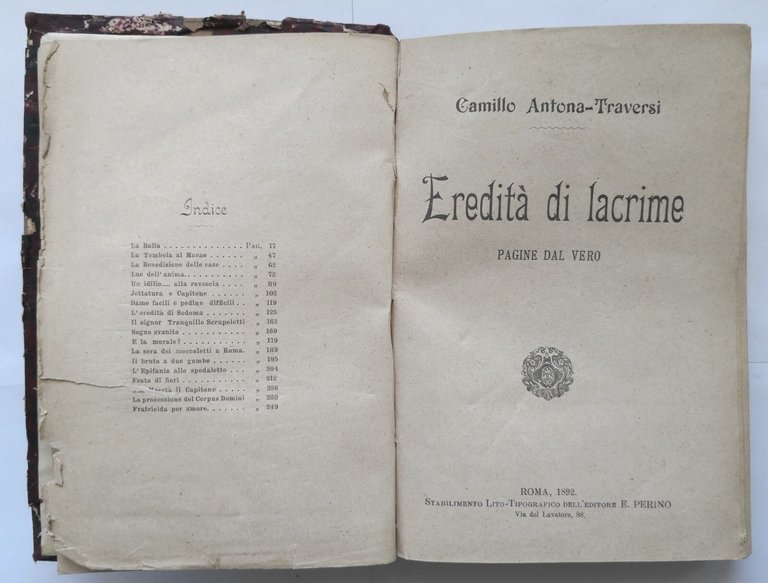 Indice
La Balia . . . . . . . . . . . . . . PAG. 17
La Tombola al Macao . . . . . „ 47
La Benedizione delle case . . . . „ 62
Lue dell'anima. . . . . . . . . . „ 72
Un idilio.... alla rovescia . . . . . „ 89
Jettatura e Capitone . . . . . . . „ 102
Dame facili e pedine difficili . . „ 119
L'eredità di Sodoma . . . . . . „ 125
Il signor Tranquillo Scrupoletti „ 162
Sogno svanito . . . . . . . . . . . „ 169
E la morale! . . . . . . . . . . . „ 179
La sera dei moccoletti a Roma. „ 189
Il bruto a due gambe . . . . . . „ 195
L'Epifania allo spedaletto . . . „ 204
Festa di fiori . . . . . . . . . . . „ 212
il Capitone . . . . . . „ 226
La processione del Corpus Domini „ 238
Fratricida per amore. . . . . . . „ 249
Camillo Antona-Traversi
Eredità di lacrime
PAGINE DAL VERO
ROMA, 1892.
STABILIMENTO LITO-TIPOGRAFICO DELL'EDITORE E. PERINO
Via del Lavatore, 88.